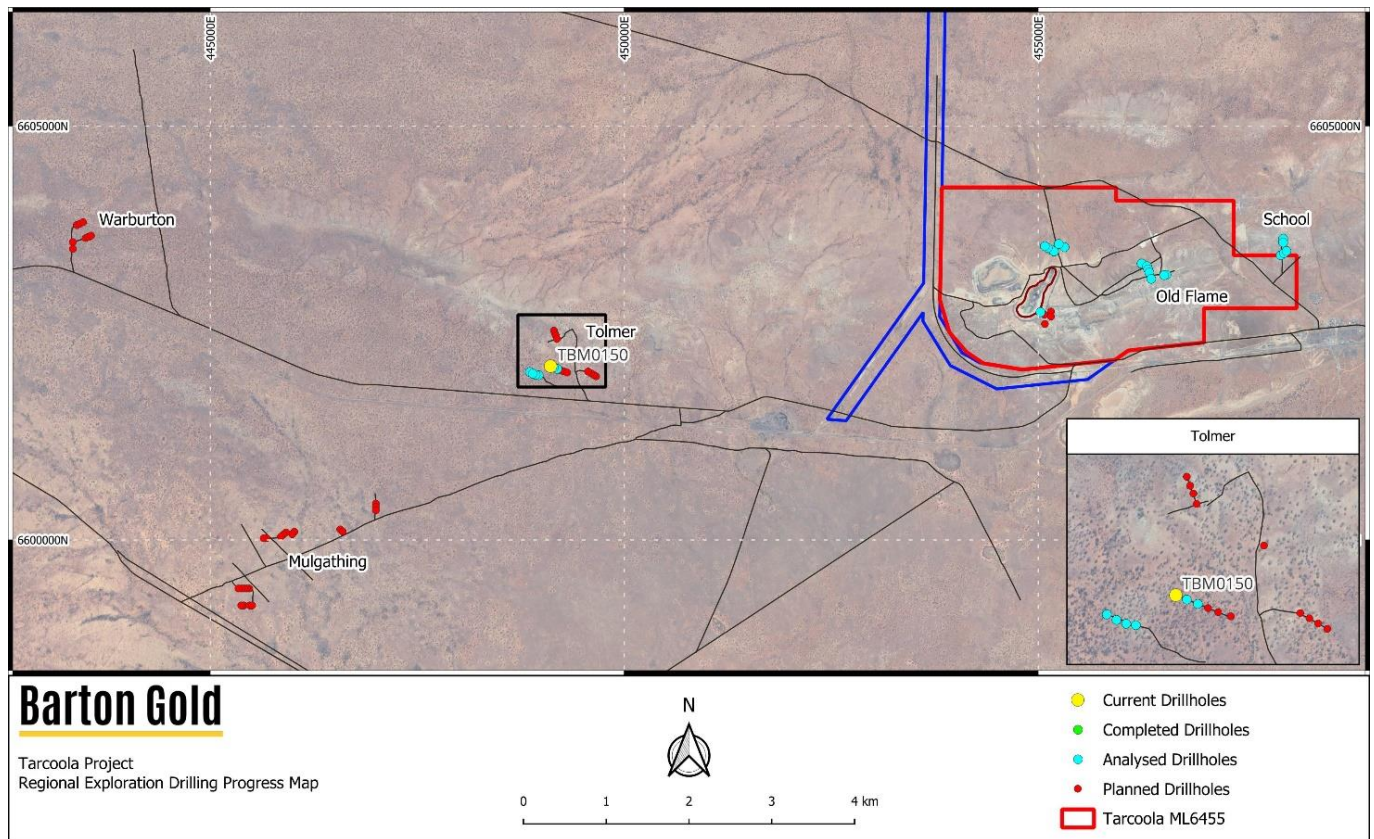 445000E
450000E
455000E
6605000N
6605000N
Warburton
School
Old Flame
Tolmer
TBM0150
Tolmer
6600000N
Mulgathing
TBM0150
6600000N
Barton Gold
Tarcoola Project
Regional Exploration Drilling Progress Map
N
0 1 2 3 4 km
Current Drillholes
Completed Drillholes
Analysed Drillholes
Planned Drillholes
Tarcoola ML6455